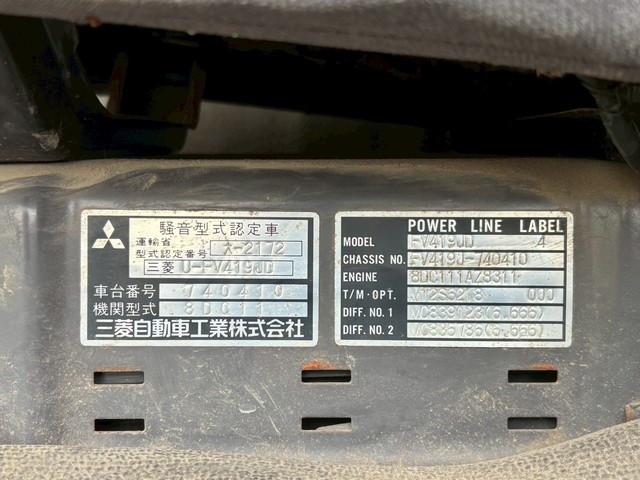 騒音型式認定車
運輸省
型式認定番号 大-2172
三菱 U-FV419JD
車台番号 740410
機関型式 8DC11
三菱自動車工業株式会社
POWER LINE LABEL
MODEL FV419JD 4
CHASSIS NO. FV419J-740410
ENGINE 8DC111AZ8311
T/M·OPT. 000
DIFF. NO. 1
DIFF. NO. 2